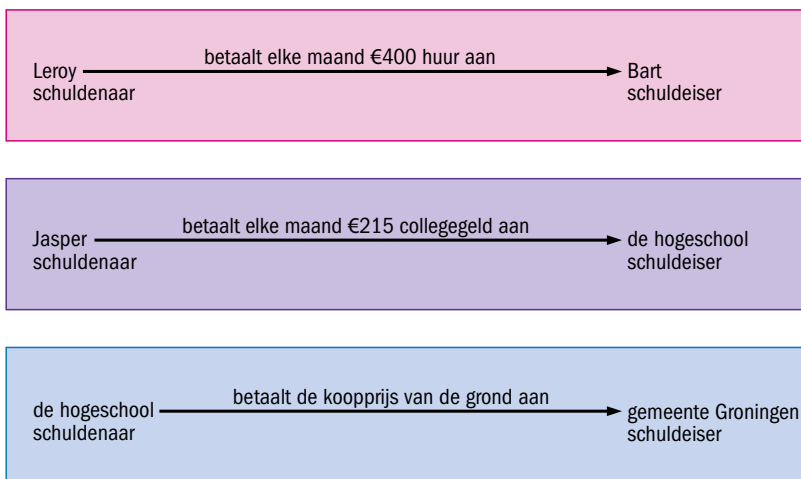 betaalt elke maand €400 huur aan
Leroy
schuldenaar
Bart
schuldeiser
betaalt elke maand €215 collegegeld aan
Jasper
schuldenaar
de hogeschool
schuldeiser
betaalt de koopprijs van de grond aan
de hogeschool
schuldenaar
gemeente Groningen
schuldeiser